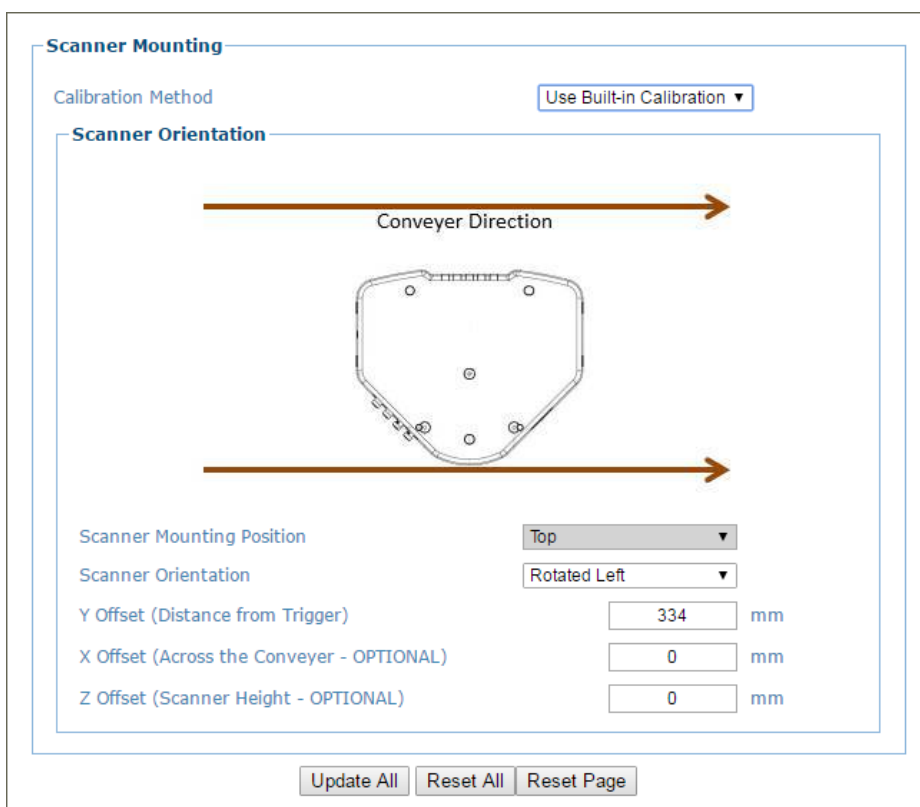 Scanner Mounting
Calibration Method Use Built-in Calibration
Scanner Orientation
Conveyer Direction
Scanner Mounting Position Top
Scanner Orientation Rotated Left
Y Offset (Distance from Trigger) 334 mm
X Offset (Across the Conveyer - OPTIONAL) 0 mm
Z Offset (Scanner Height - OPTIONAL) 0 mm
Update All Reset All Reset Page